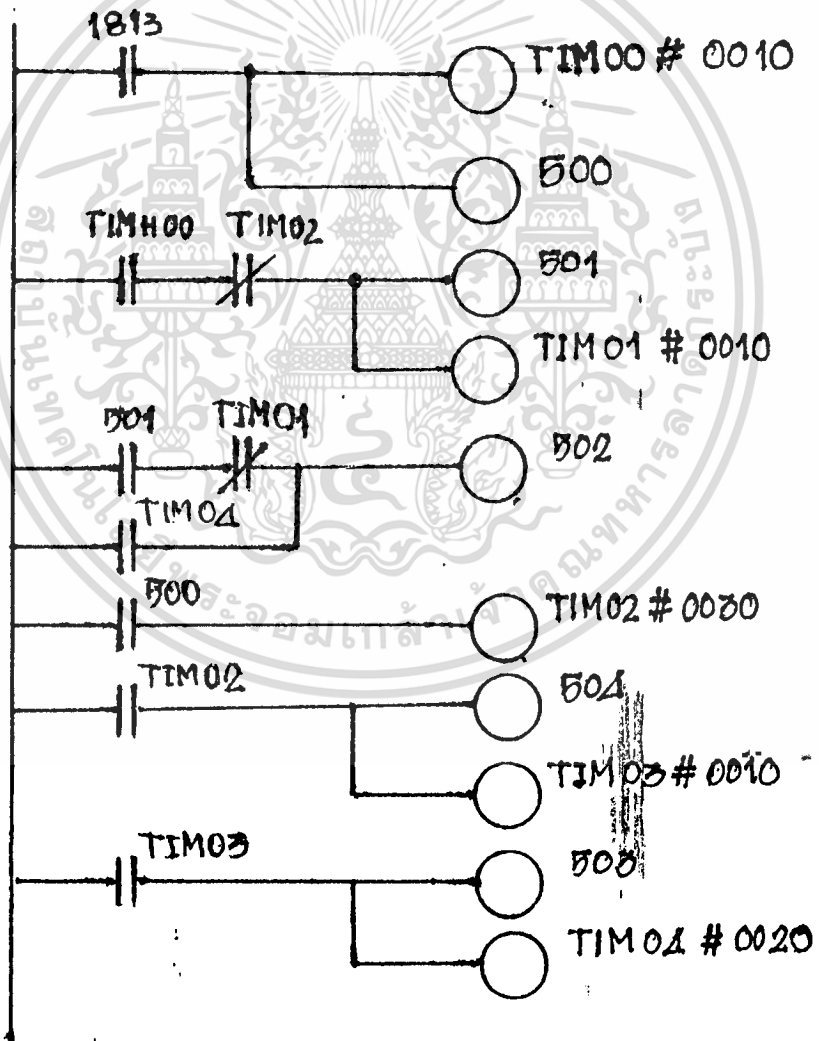 1813
TIM00 # 0010
500
TIMH00 TIM02
501
TIM01 # 0010
501 TIM01
502
TIM04
500
TIM02 # 0030
TIM02
504
TIM03 # 0010
TIM03
503
TIM04 # 0020